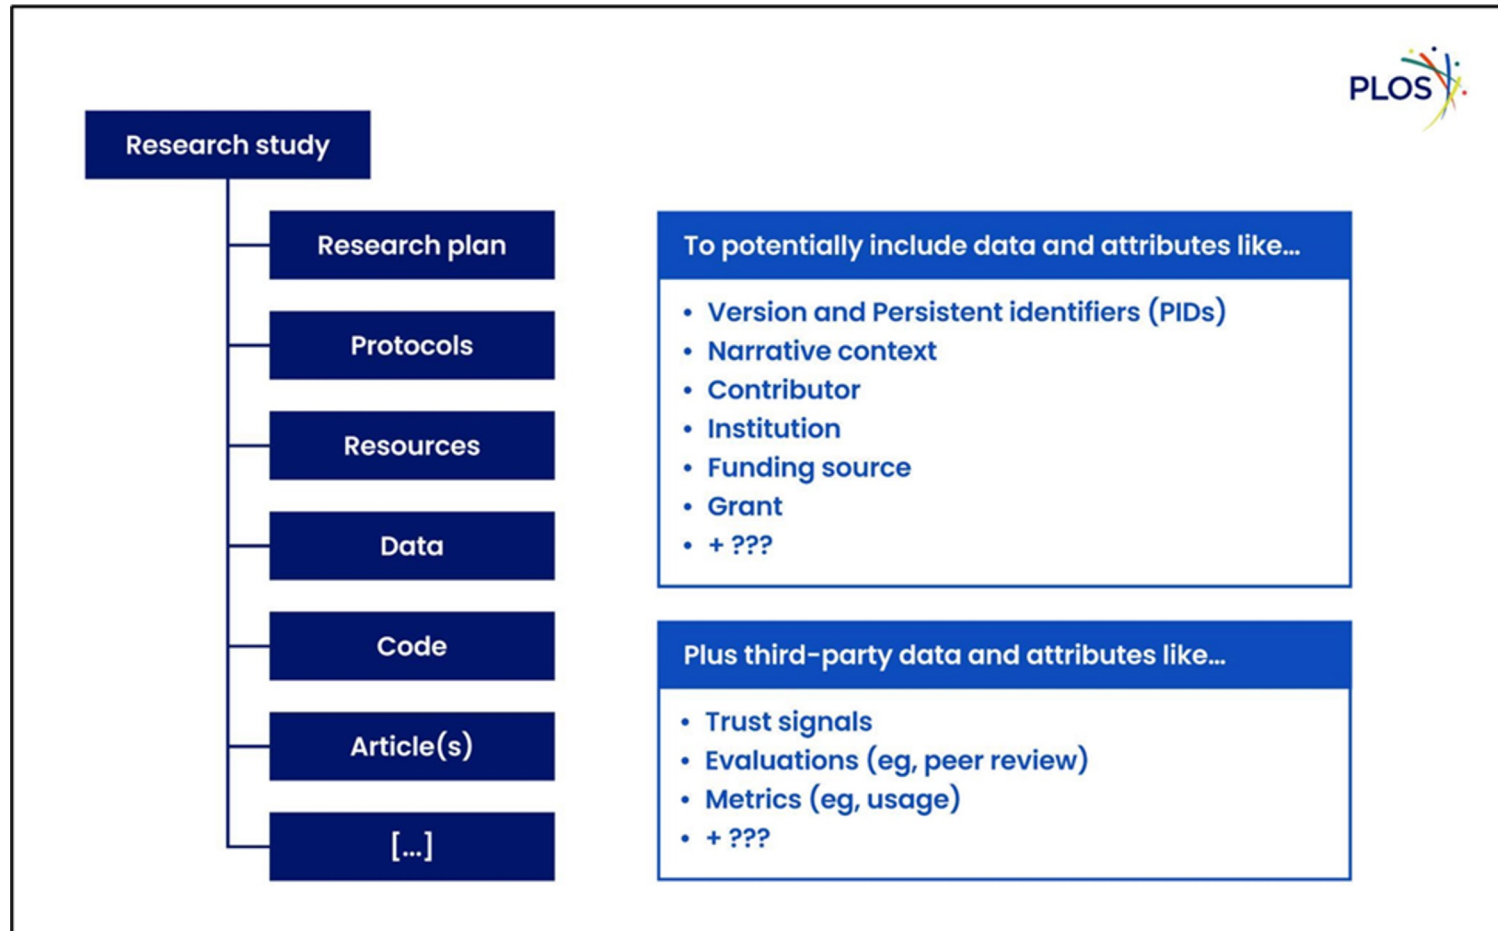 PLOS
Research study
Research plan
Protocols
Resources
Data
Code
Article(s)
[...]
To potentially include data and attributes like...
• Version and Persistent identifiers (PIDs)
• Narrative context
• Contributor
• Institution
• Funding source
• Grant
• + ???
Plus third-party data and attributes like...
• Trust signals
• Evaluations (eg, peer review)
• Metrics (eg, usage)
• + ???